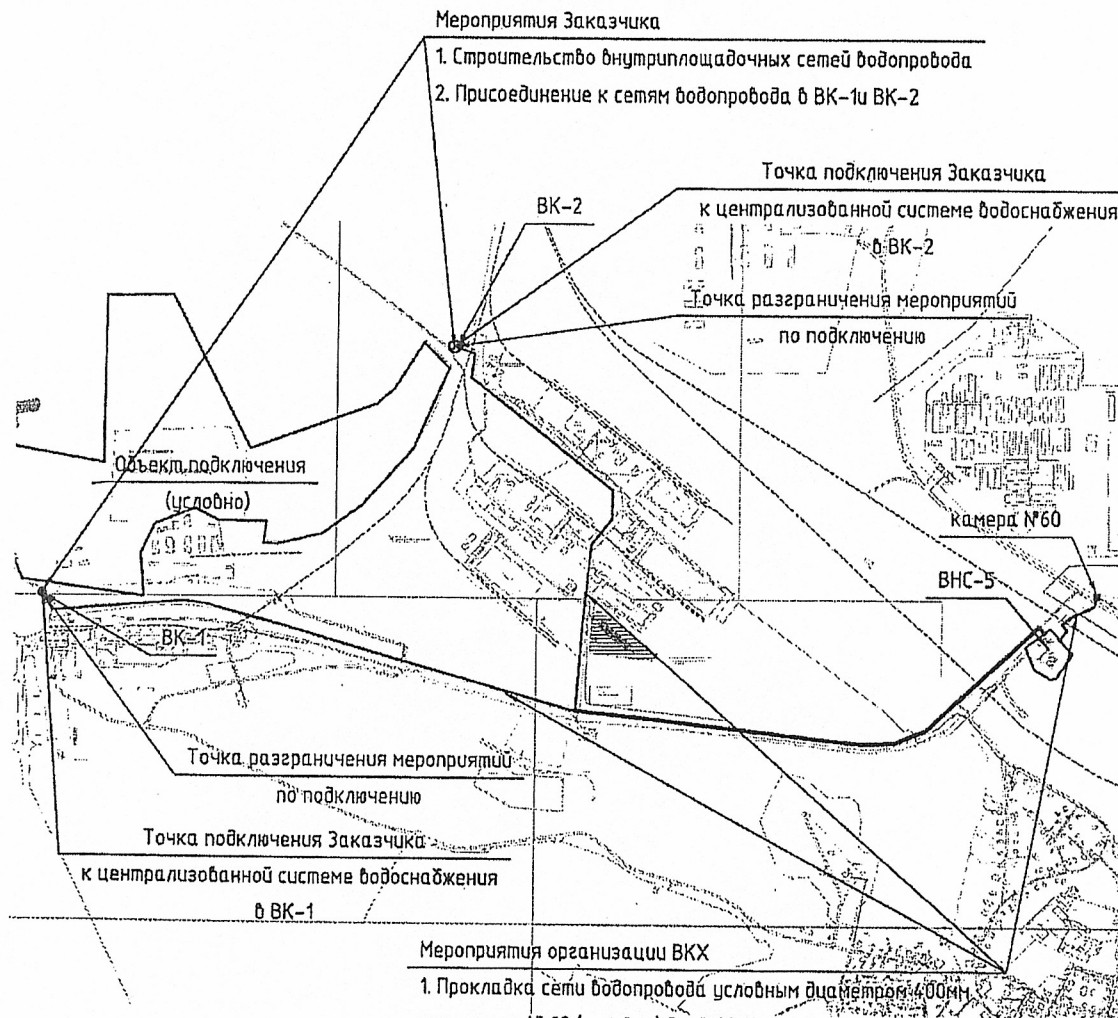 Мероприятия Заказчика
1. Строительство внутриплощадочных сетей водопровода
2. Присоединение к сетям водопровода в ВК-1и ВК-2
Точка подключения Заказчика
к централизованной системе водоснабжения
в ВК-2
ВК-2
Точка разграничения мероприятий
по подключению
Объект подключения
(условно)
камера №60
ВНС-5
ВК-1
Точка разграничения мероприятий
по подключению
Точка подключения Заказчика
к централизованной системе водоснабжения
в ВК-1
Мероприятия организации ВКХ
1. Прокладка сети водопровода условным диаметром 400мм